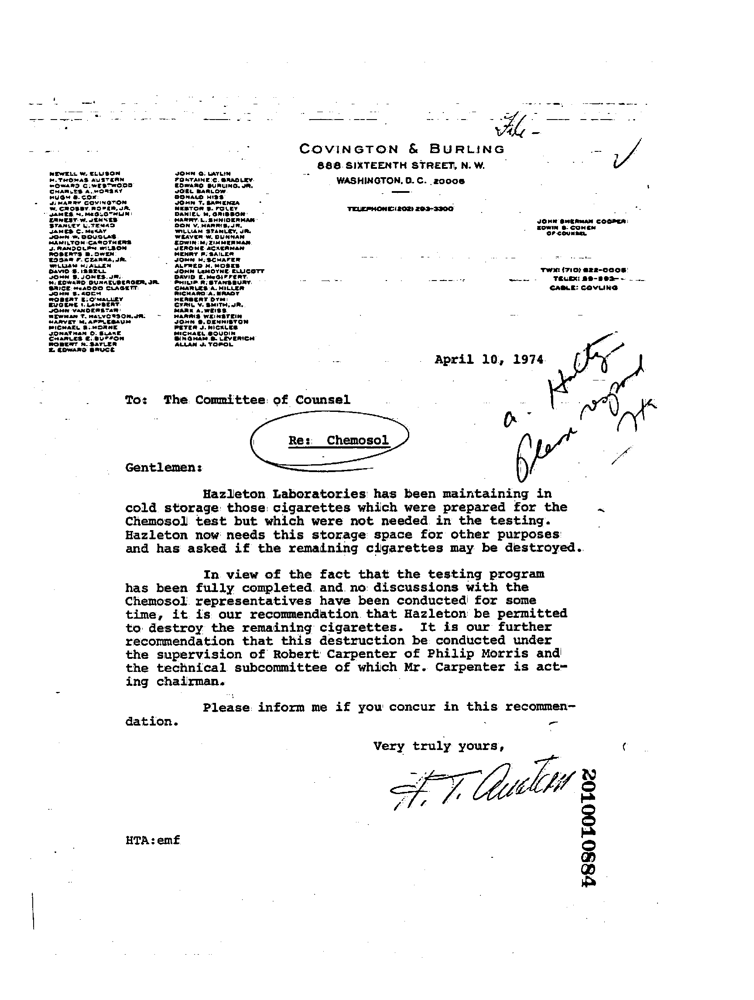 File -
COVINGTON & BURLING
888 SIXTEENTH STREET, N. W.
WASHINGTON, D. C. 20006
TELEPHONE: (202) 293-3300
NEWELL W. ELLISON
H. THOMAS AUSTERN
HOWARD C. WESTWOOD
CHARLES A. HORSKY
HUGH B. COX
J. HARRY COVINGTON
W. CROSBY ROPER, JR.
JAMES H. McGLOTHLIN
ERNEST W. JENNES
STANLEY L. TEMKO
JAMES C. McKAY
JOHN W. DOUGLAS
HAMILTON CAROTHERS
J. RANDOLPH WILSON
ROBERTS B. OWEN
EDGAR F. CZARRA, JR.
WILLIAM H. ALLEN
DAVID B. ISBELL
JOHN B. JONES, JR.
H. EDWARD DUNKELBERGER, JR.
BRICE McADOO CLAGETT
JOHN S. KOCH
ROBERT E. O'MALLEY
EUGENE I. LAMBERT
JOHN VANDERSTAR
NEWMAN T. HALVORSON, JR.
HARVEY M. APPLEBAUM
MICHAEL S. HORNE
JONATHAN D. BLAKE
CHARLES E. BUFFON
ROBERT N. SAYLER
E. EDWARD BRUCE
JOHN G. LAYLIN
FONTAINE C. BRADLEY
EDWARD BURLING, JR.
JOEL BARLOW
DONALD HISS
JOHN T. SAPIENZA
NESTOR S. FOLEY
DANIEL M. GRIBBON
HARRY L. SHNIDERMAN
DON V. HARRIS, JR.
WILLIAM STANLEY, JR.
WEAVER W. DUNNAN
EDWIN M. ZIMMERMAN
JEROME ACKERMAN
HENRY P. SAILER
JOHN H. SCHAFER
ALFRED H. MOSES
JOHN LEMOYNE ELLICOTT
DAVID E. McGIFFERT
PHILIP R. STANSBURY
CHARLES A. MILLER
RICHARD A. BRADY
HERBERT DYM
CYRIL V. SMITH, JR.
MARK A. WEISS
HARRIS WEINSTEIN
JOHN B. DENNISTON
PETER J. NICKLES
MICHAEL BOUDIN
BINGHAM B. LEVERICH
ALLAN J. TOPOL
JOHN SHERMAN COOPER
EDWIN S. COHEN
OF COUNSEL
TWX: (710) 822-0005
TELEX: 89-593
CABLE: COVLING
April 10, 1974
a. Holtz
Please respond
To: The Committee of Counsel
Re: Chemosol
Gentlemen:
Hazleton Laboratories has been maintaining in
cold storage those cigarettes which were prepared for the
Chemosol test but which were not needed in the testing.
Hazleton now needs this storage space for other purposes
and has asked if the remaining cigarettes may be destroyed.
In view of the fact that the testing program
has been fully completed and no discussions with the
Chemosol representatives have been conducted for some
time, it is our recommendation that Hazleton be permitted
to destroy the remaining cigarettes. It is our further
recommendation that this destruction be conducted under
the supervision of Robert Carpenter of Philip Morris and
the technical subcommittee of which Mr. Carpenter is act-
ing chairman.
Please inform me if you concur in this recommen-
dation.
Very truly yours,
H. T. Austern
HTA:emf
2010010884